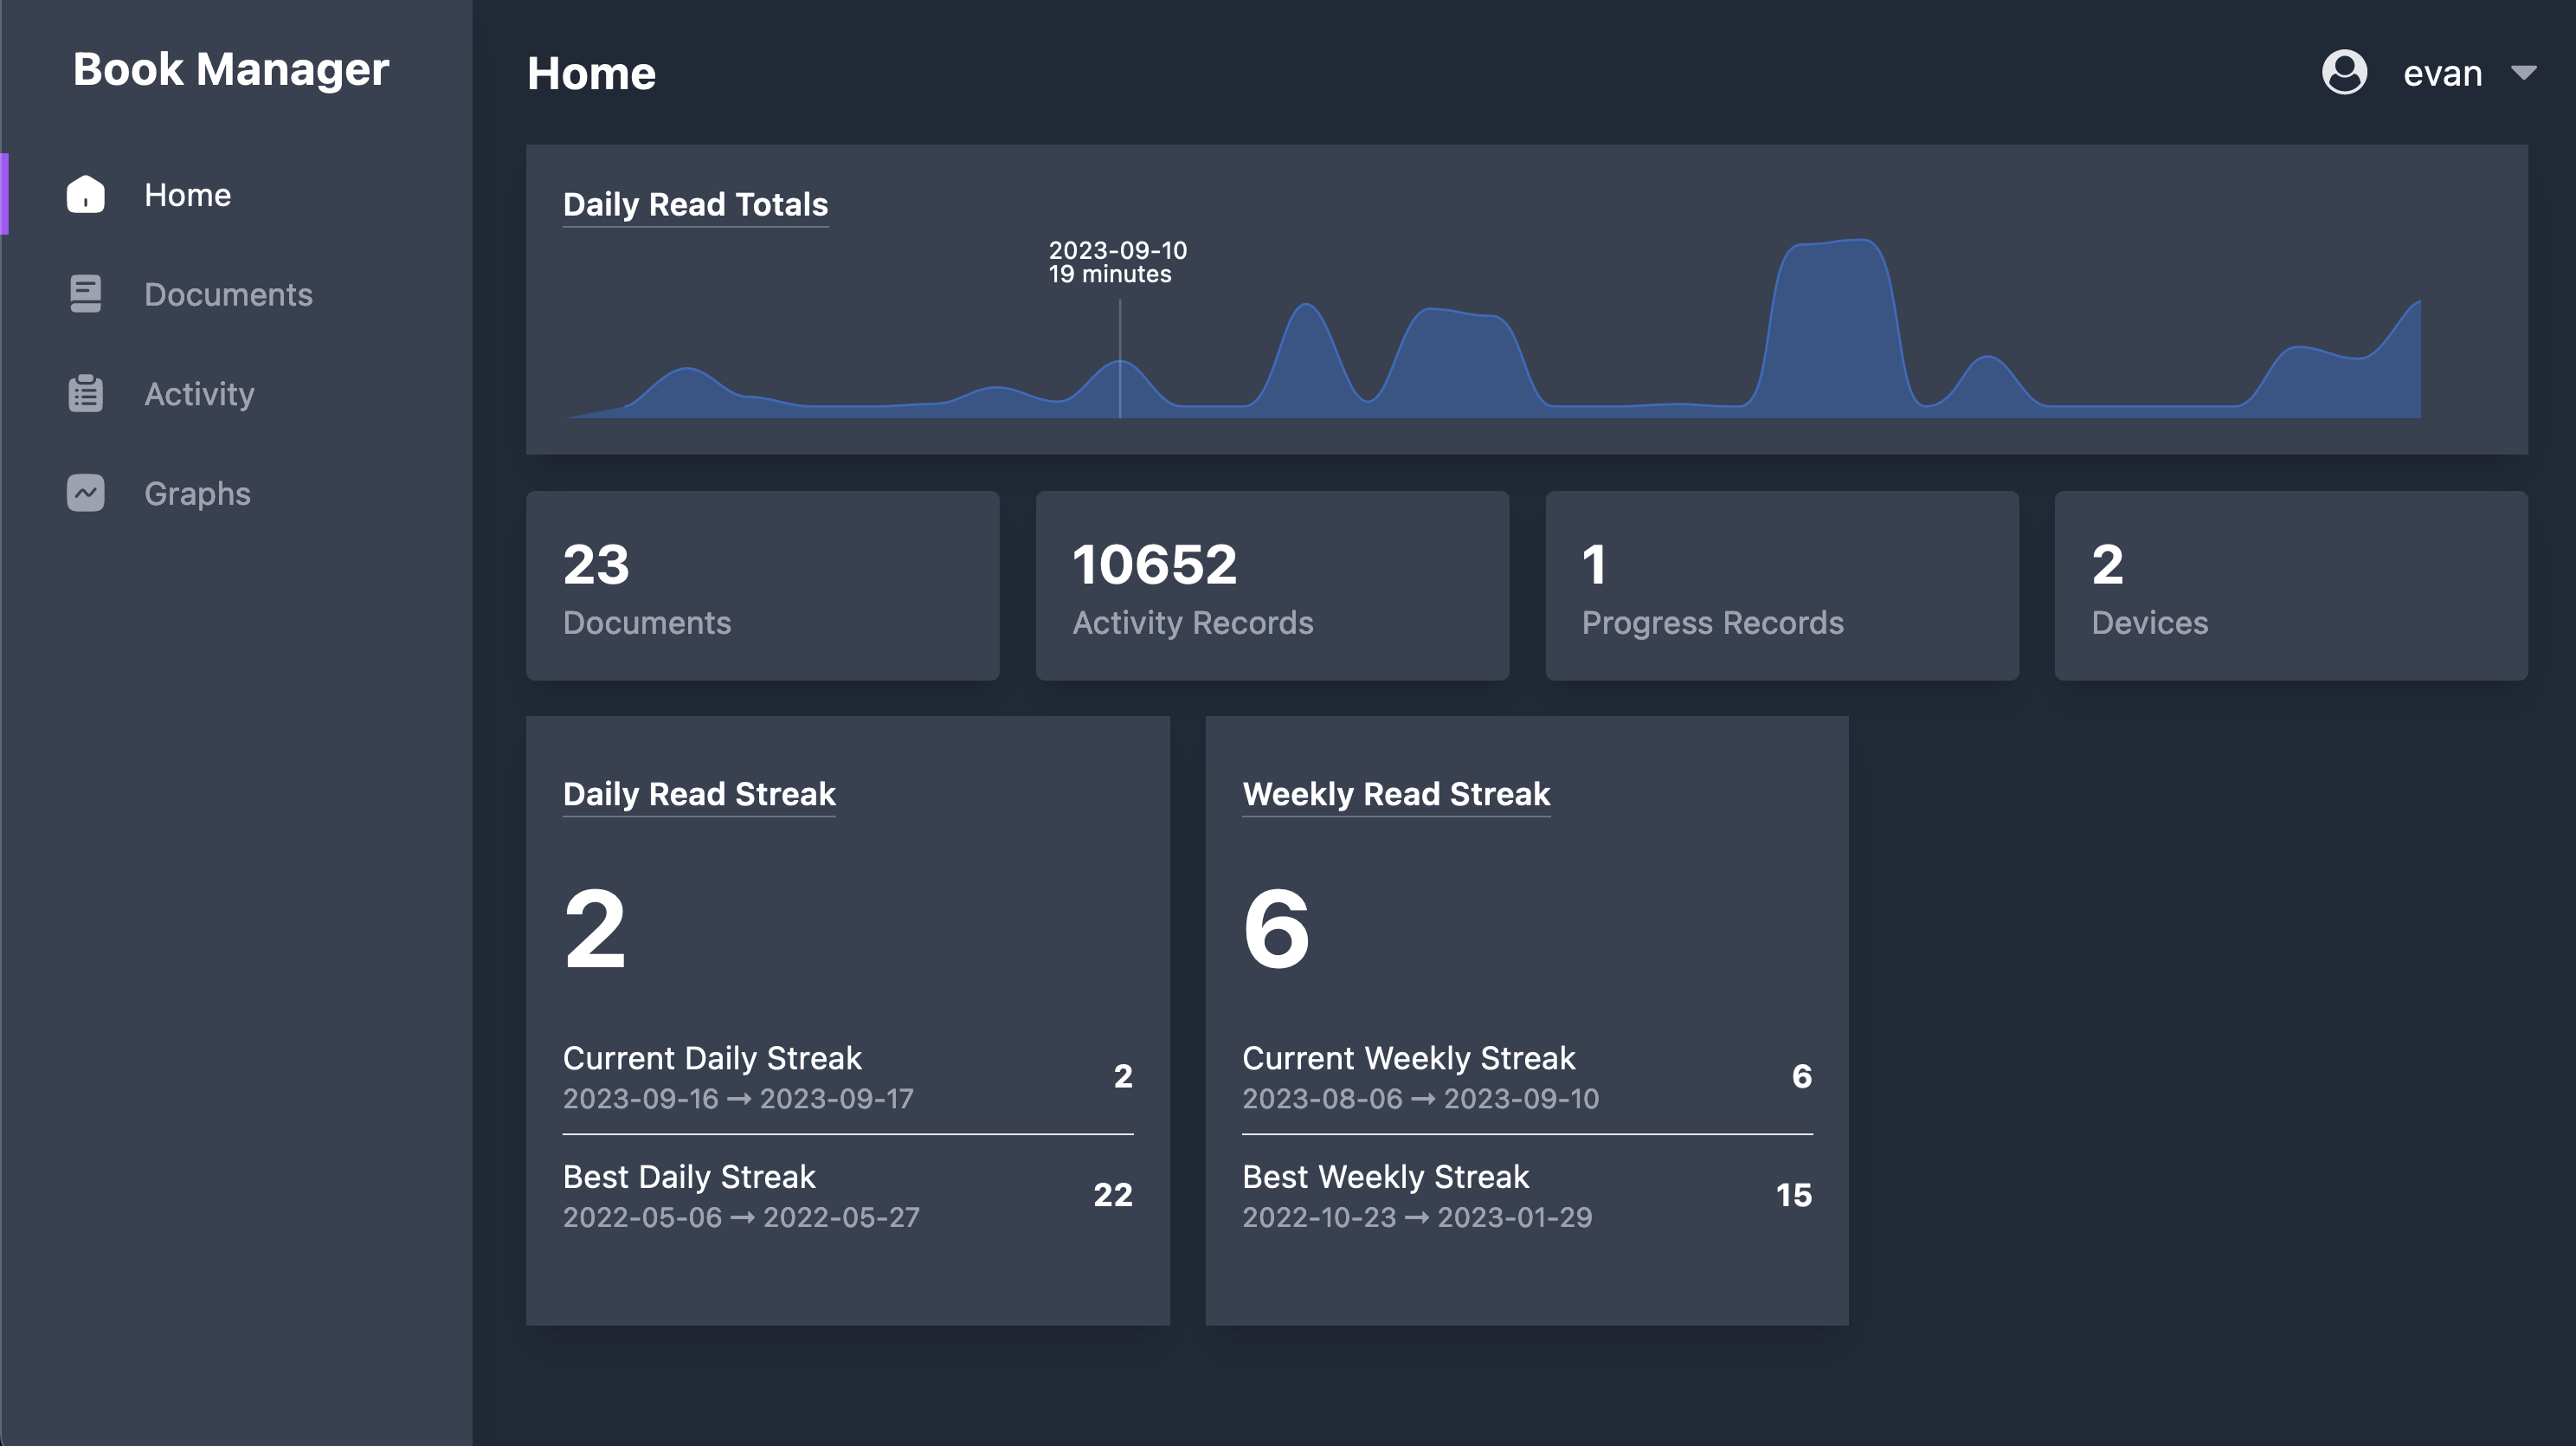 Book Manager
Home
Documents
Activity
Graphs
Home
evan
Daily Read Totals
2023-09-10
19 minutes
23
Documents
10652
Activity Records
1
Progress Records
2
Devices
Daily Read Streak
2
Current Daily Streak
2023-09-16 → 2023-09-17
2
Best Daily Streak
2022-05-06 → 2022-05-27
22
Weekly Read Streak
6
Current Weekly Streak
2023-08-06 → 2023-09-10
6
Best Weekly Streak
2022-10-23 → 2023-01-29
15